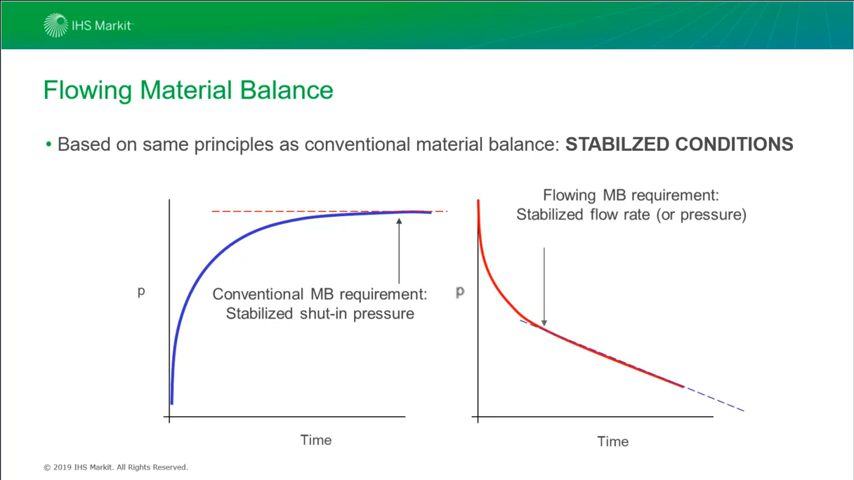 IHS Markit
Flowing Material Balance
• Based on same principles as conventional material balance: STABILZED CONDITIONS
Flowing MB requirement:
Stabilized flow rate (or pressure)
p
Conventional MB requirement:
Stabilized shut-in pressure
p
Time
Time
© 2019 IHS Markit. All Rights Reserved.